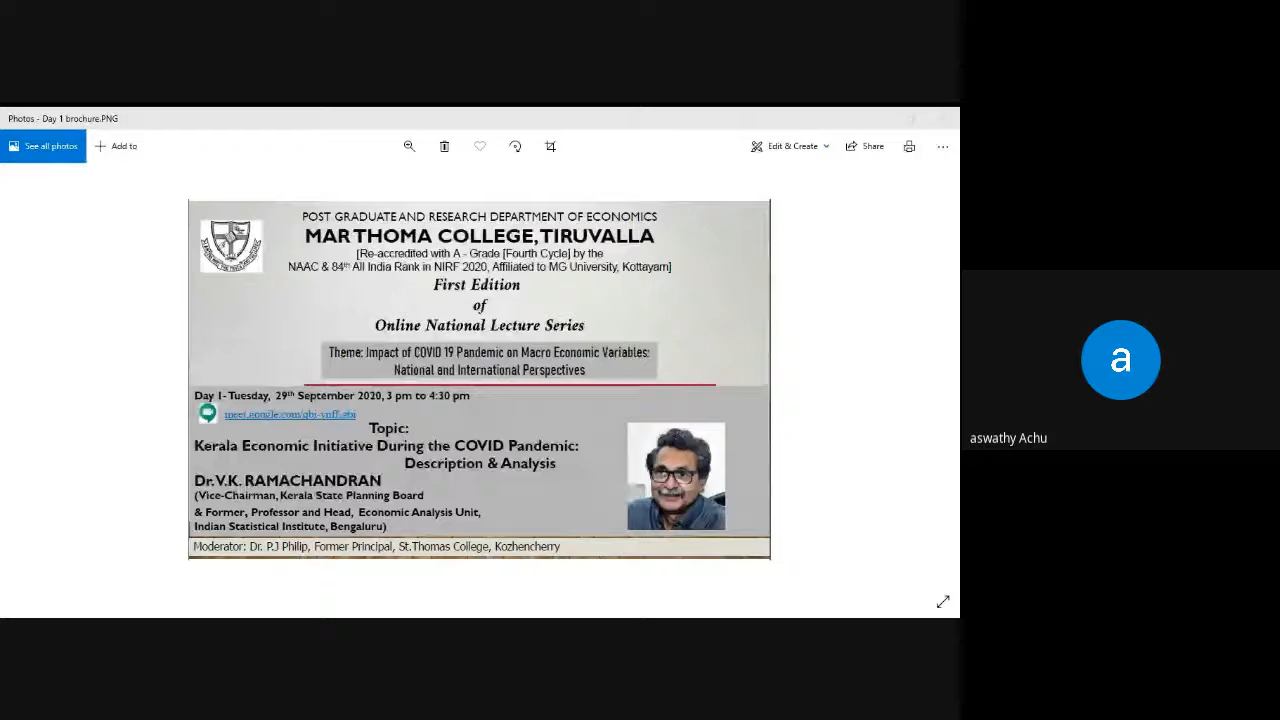 Photos - Day 1 brochure.PNG
See all photos
Add to
Edit & Create
Share
POST GRADUATE AND RESEARCH DEPARTMENT OF ECONOMICS
MAR THOMA COLLEGE, TIRUVALLA
[Re-accredited with A - Grade [Fourth Cycle] by the
NAAC & 84th All India Rank in NIRF 2020, Affiliated to MG University, Kottayam]
First Edition
of
Online National Lecture Series
Theme: Impact of COVID 19 Pandemic on Macro Economic Variables:
National and International Perspectives
Day 1- Tuesday, 29th September 2020, 3 pm to 4:30 pm
Topic:
Kerala Economic Initiative During the COVID Pandemic:
Description & Analysis
Dr. V.K. RAMACHANDRAN
(Vice-Chairman, Kerala State Planning Board
& Former, Professor and Head, Economic Analysis Unit,
Indian Statistical Institute, Bengaluru)
Moderator: Dr. P.J Philip, Former Principal, St.Thomas College, Kozhencherry
a
aswathy Achu